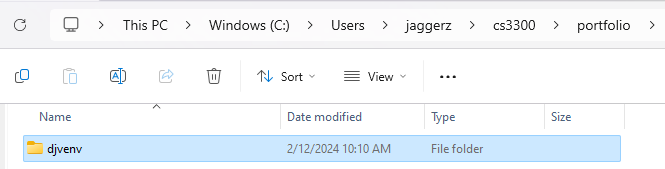 This PC > Windows (C:) > Users > jaggerz > cs3300 > portfolio >
Sort View ...
Name Date modified Type Size
djvenv 2/12/2024 10:10 AM File folder